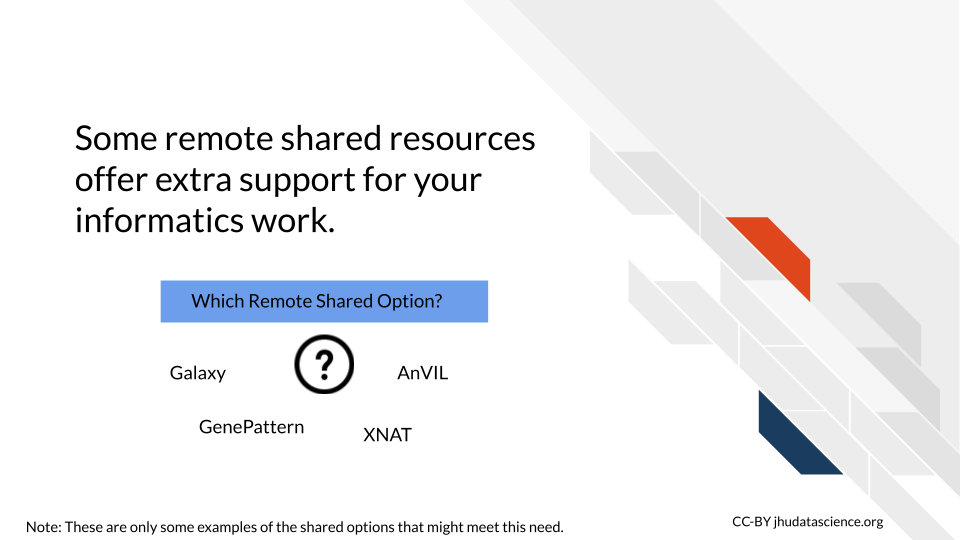 Some remote shared resources
offer extra support for your
informatics work.
Which Remote Shared Option?
?
Galaxy
AnVIL
GenePattern
XNAT
Note: These are only some examples of the shared options that might meet this need.
CC-BY jhudatascience.org